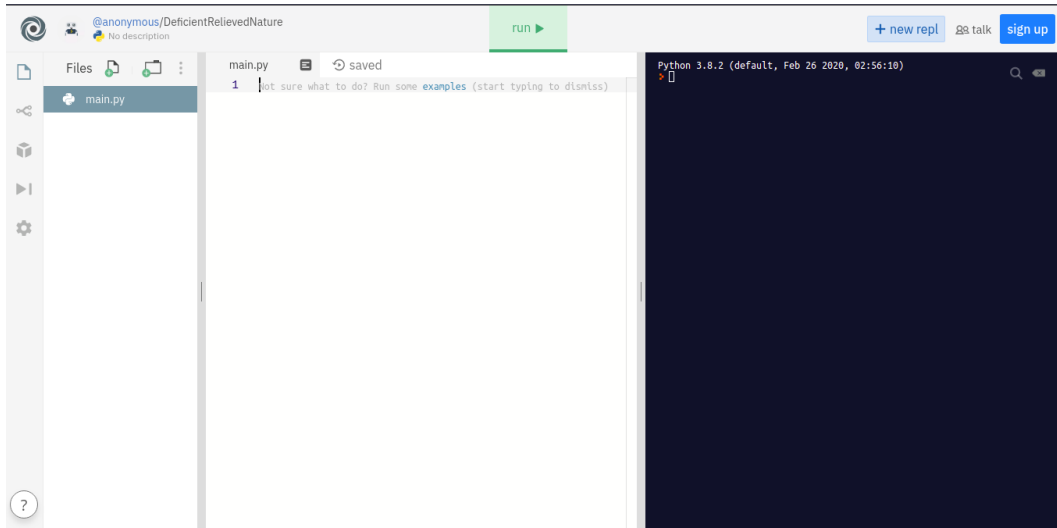 @anonymous/DeficientRelievedNature
No description
run
+ new repl
talk
sign up
Files
main.py
main.py
saved
1
Not sure what to do? Run some examples (start typing to dismiss)
Python 3.8.2 (default, Feb 26 2020, 02:56:10)
>
?